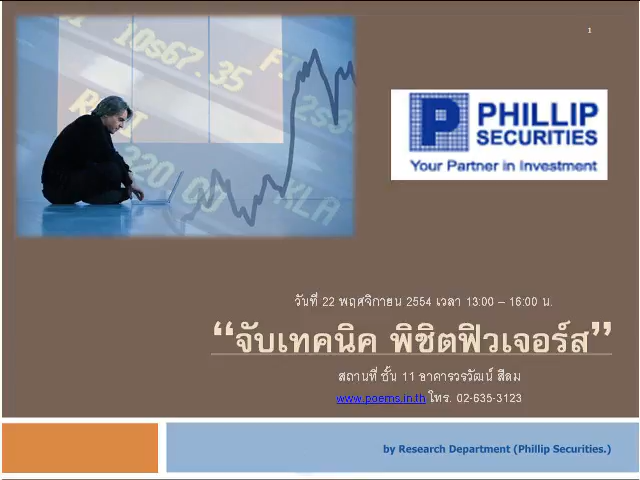 1
10s67.35
PHILLIP
SECURITIES
Your Partner in Investment
KLA
วันที่ 22 พฤศจิกายน 2554 เวลา 13:00 – 16:00 น.
“จับเทคนิค พิชิตฟิวเจอร์ส”
สถานที่ ชั้น 11 อาคารวรวัฒน์ สีลม
www.poems.in.th โทร. 02-635-3123
by Research Department (Phillip Securities.)